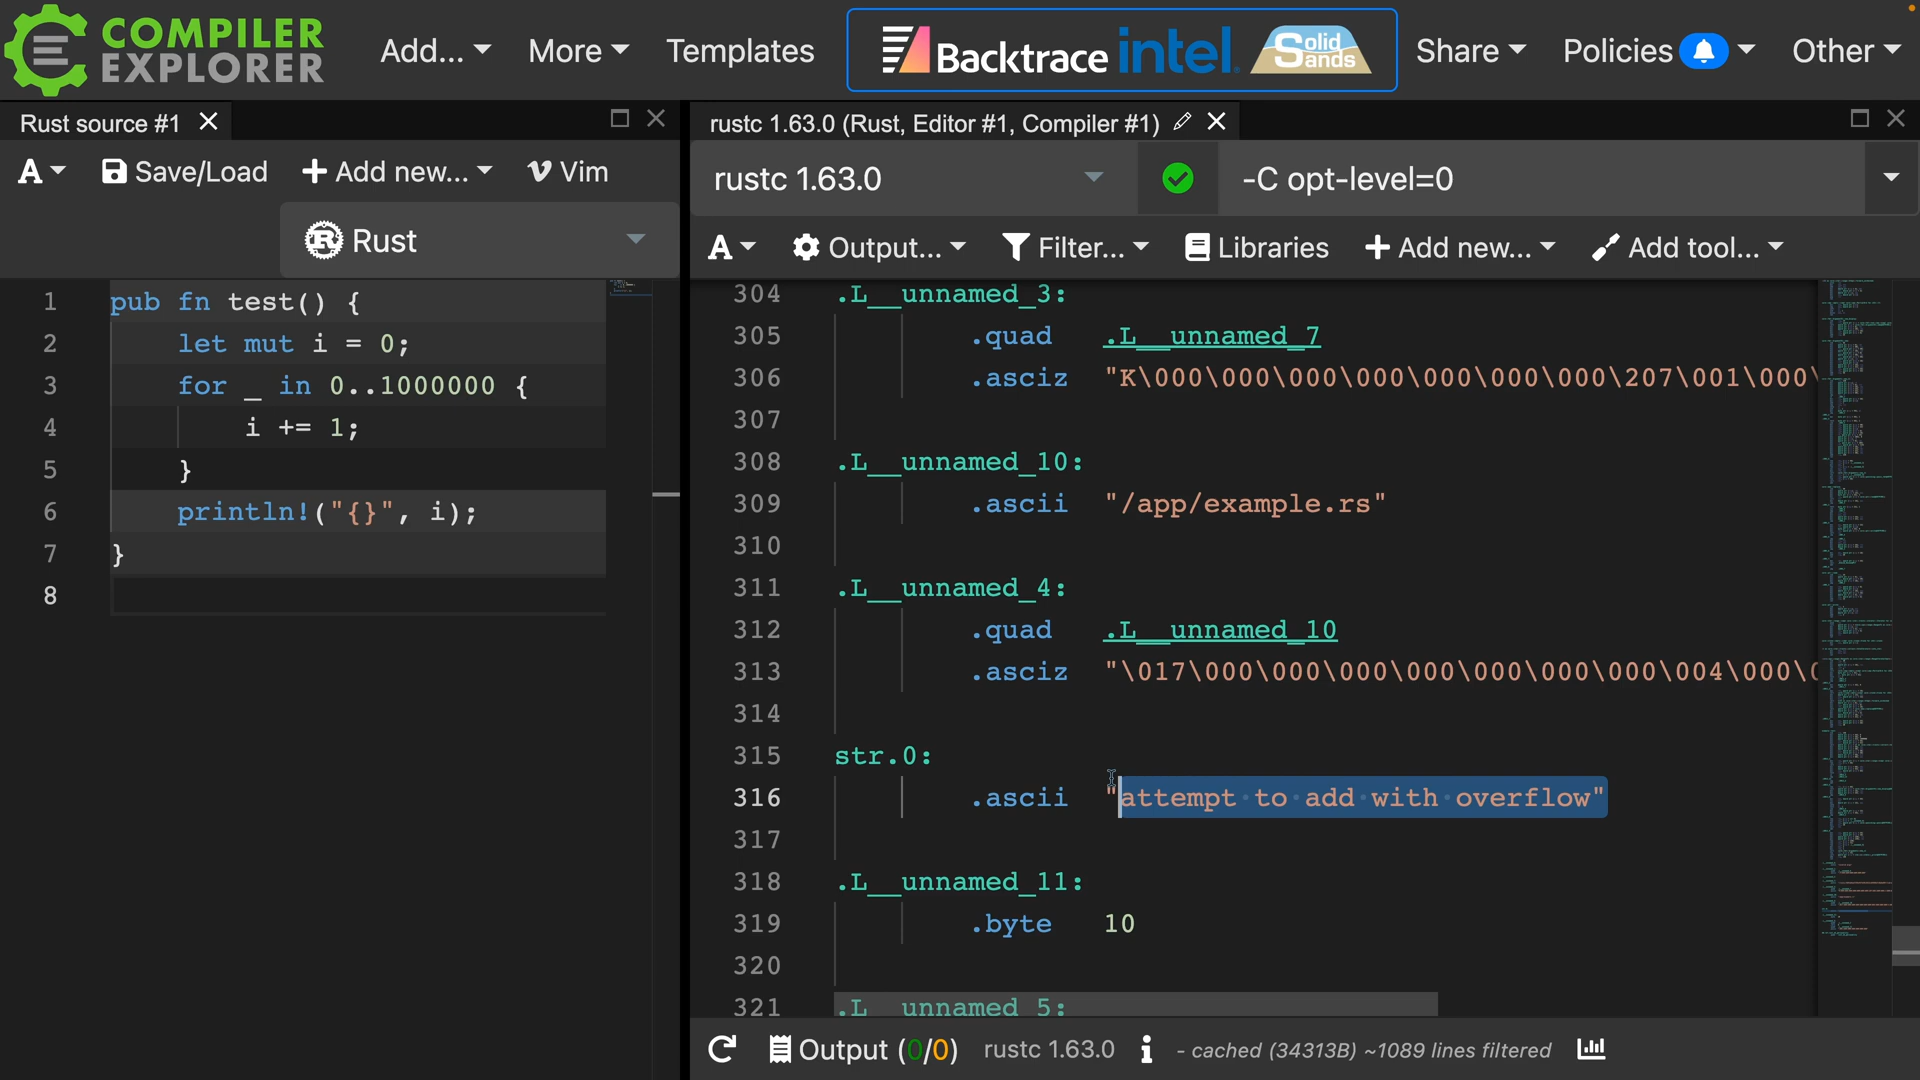 COMPILER
EXPLORER
Add...
More
Templates
Backtrace
intel.
Solid
Sands
Share
Policies
Other
Rust source #1
rustc 1.63.0 (Rust, Editor #1, Compiler #1)
A
Save/Load
Add new...
Vim
rustc 1.63.0
-C opt-level=0
Rust
A
Output...
Filter...
Libraries
Add new...
Add tool...
1 pub fn test() {
2 let mut i = 0;
3 for _ in 0..1000000 {
4 i += 1;
5 }
6 println!("{}", i);
7 }
8
304 .L__unnamed_3:
305 .quad .L__unnamed_7
306 .asciz "K\000\000\000\000\000\000\000\207\001\000\
307
308 .L__unnamed_10:
309 .ascii "/app/example.rs"
310
311 .L__unnamed_4:
312 .quad .L__unnamed_10
313 .asciz "\017\000\000\000\000\000\000\000\004\000\0
314
315 str.0:
316 .ascii "attempt to add with overflow"
317
318 .L__unnamed_11:
319 .byte 10
320
321 .L__unnamed_5:
Output (0/0) rustc 1.63.0 i - cached (34313B) ~1089 lines filtered